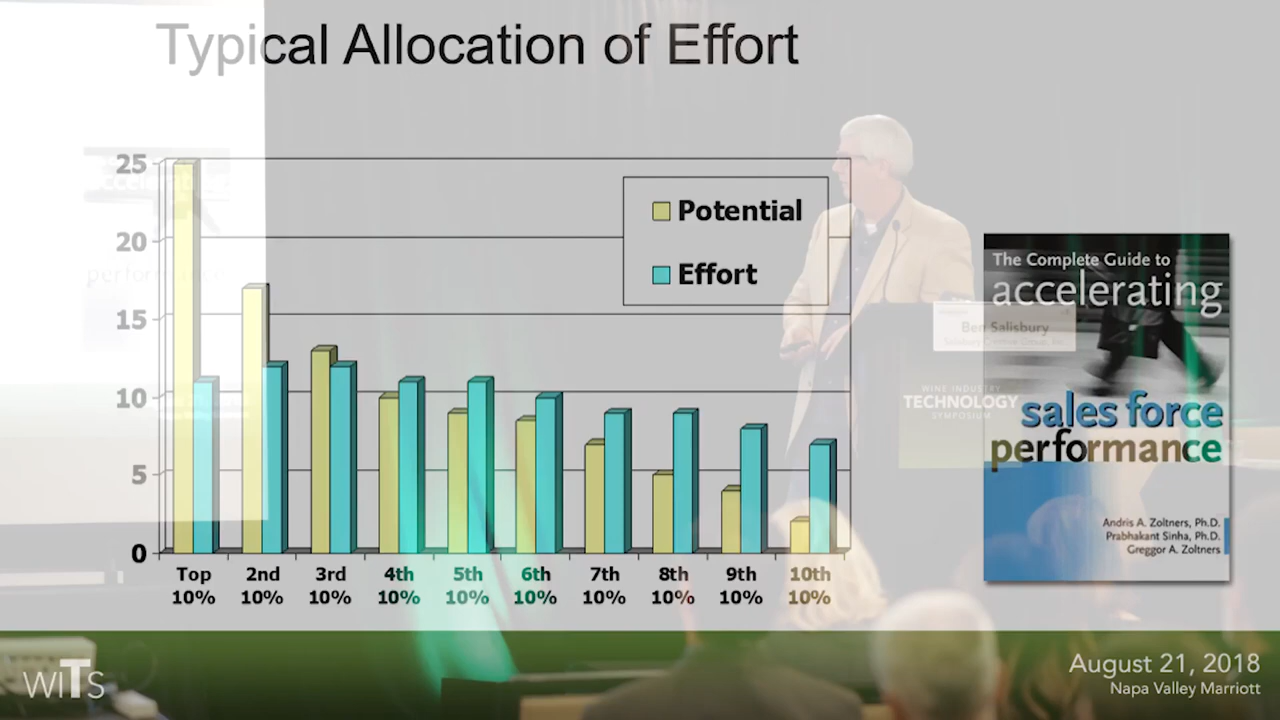 Typical Allocation of Effort
25
20
15
10
5
0
Potential
Effort
Top 10%
2nd 10%
3rd 10%
4th 10%
5th 10%
6th 10%
7th 10%
8th 10%
9th 10%
10th 10%
The Complete Guide to
accelerating
sales force
performance
Andris A. Zoltners, Ph.D.
Prabhakant Sinha, Ph.D.
Greggor A. Zoltners
Ben Salisbury
WINE INDUSTRY
TECHNOLOGY
SYMPOSIUM
WITS
August 21, 2018
Napa Valley Marriott